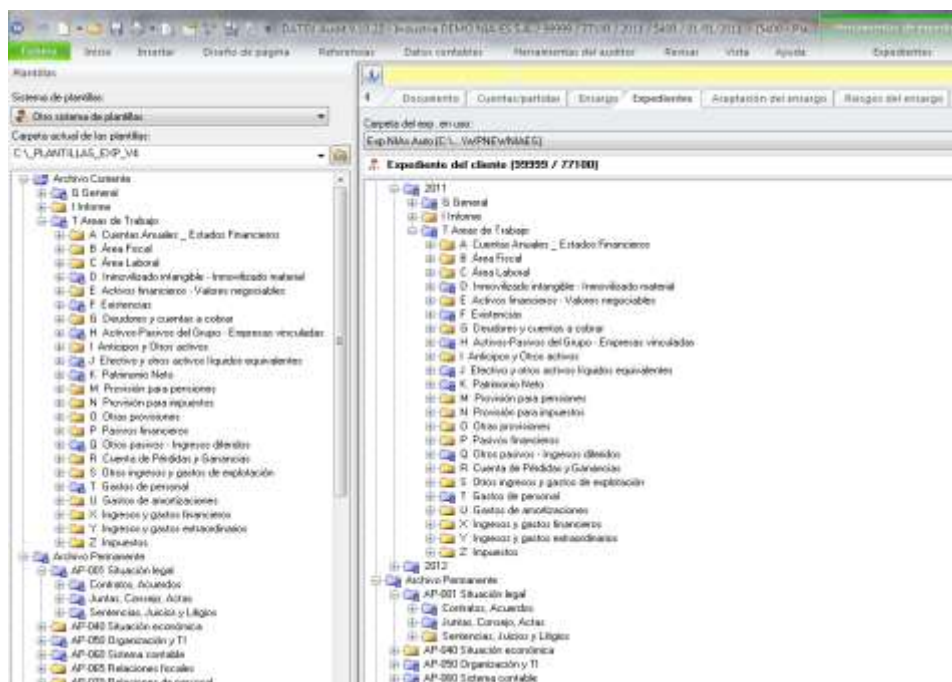 DATEV Audit
Inicio Insertar Diseño de página Referencias Datos contables Herramientas del auditor Revisar Vista Ayuda Expedientes
Plantillas
Sistema de plantillas:
Otro sistema de plantillas
Carpeta actual de las plantillas:
C:\_PLANTILLAS_EXP_V4
Archivo Corriente
G General
I Informe
T Areas de Trabajo
A Cuentas Anuales _ Estados Financieros
B Área Fiscal
C Área Laboral
D Inmovilizado intangible - Inmovilizado material
E Activos financieros - Valores negociables
F Existencias
G Deudores y cuentas a cobrar
H Activos-Pasivos del Grupo - Empresas vinculadas
I Anticipos y Otros activos
J Efectivo y otros activos líquidos equivalentes
K Patrimonio Neto
M Provisión para pensiones
N Provisión para impuestos
O Otras provisiones
P Pasivos financieros
Q Otros pasivos - Ingresos diferidos
R Cuenta de Pérdidas y Ganancias
S Otros ingresos y gastos de explotación
T Gastos de personal
U Gastos de amortizaciones
X Ingresos y gastos financieros
Y Ingresos y gastos extraordinarios
Z Impuestos
Archivo Permanente
AP-001 Situación legal
Contratos, Acuerdos
Juntas, Consejo, Actas
Sentencias, Juicios y Litigios
AP-040 Situación económica
AP-050 Organización y TI
AP-060 Sistema contable
AP-065 Relaciones fiscales
AP-070 Relaciones de personal
Documento Cuentas/partidas Encargo Expedientes Aceptación del encargo Riesgos del encargo
Carpeta del exp. en uso:
Exp.NIAs Auto [C:\...\WPNEWNIAES]
Expediente del cliente (99999 / 77100)
2011
G General
I Informe
T Areas de Trabajo
A Cuentas Anuales _ Estados Financieros
B Área Fiscal
C Área Laboral
D Inmovilizado intangible - Inmovilizado material
E Activos financieros - Valores negociables
F Existencias
G Deudores y cuentas a cobrar
H Activos-Pasivos del Grupo - Empresas vinculadas
I Anticipos y Otros activos
J Efectivo y otros activos líquidos equivalentes
K Patrimonio Neto
M Provisión para pensiones
N Provisión para impuestos
O Otras provisiones
P Pasivos financieros
Q Otros pasivos - Ingresos diferidos
R Cuenta de Pérdidas y Ganancias
S Otros ingresos y gastos de explotación
T Gastos de personal
U Gastos de amortizaciones
X Ingresos y gastos financieros
Y Ingresos y gastos extraordinarios
Z Impuestos
2012
Archivo Permanente
AP-001 Situación legal
Contratos, Acuerdos
Juntas, Consejo, Actas
Sentencias, Juicios y Litigios
AP-040 Situación económica
AP-050 Organización y TI
AP-060 Sistema contable